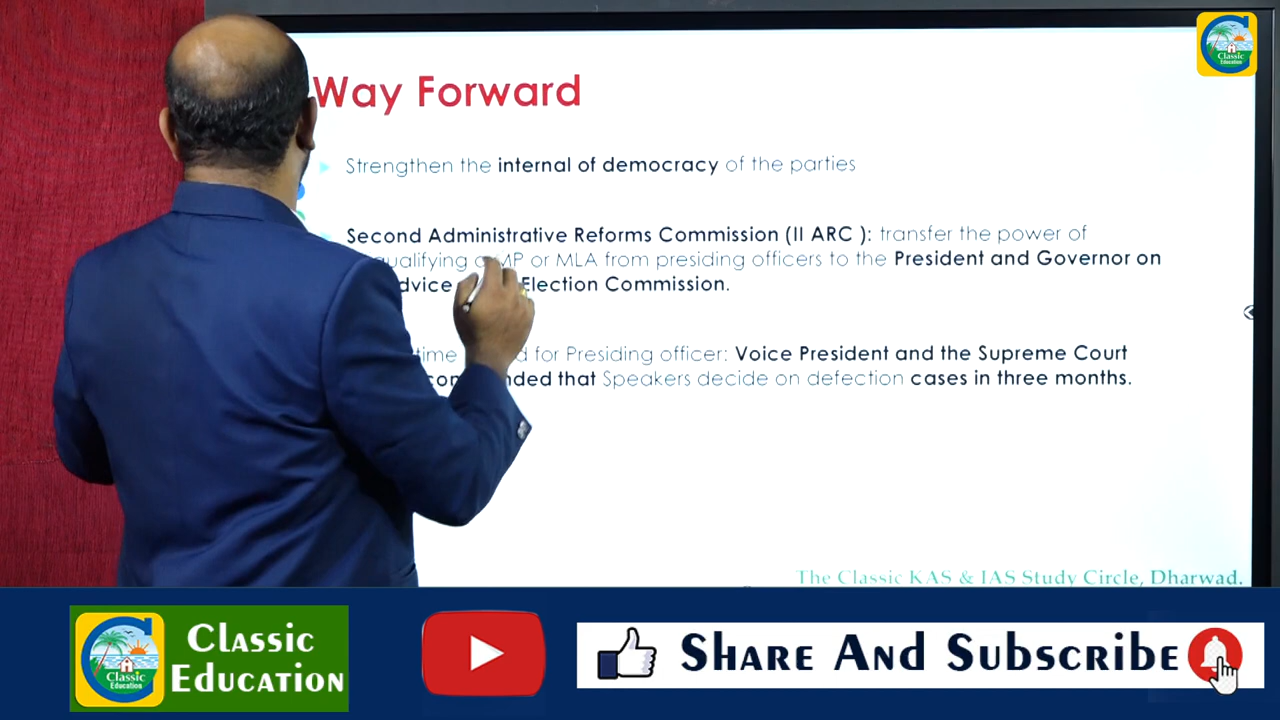 Classic
Education
Way Forward
Strengthen the internal of democracy of the parties
Second Administrative Reforms Commission (II ARC ): transfer the power of
MP or MLA from presiding officers to the President and Governor on
Election Commission.
time for Presiding officer: Voice President and the Supreme Court
that Speakers decide on defection cases in three months.
The Classic KAS & IAS Study Circle, Dharwad.
Classic
Education
Classic
Education
Share And Subscribe